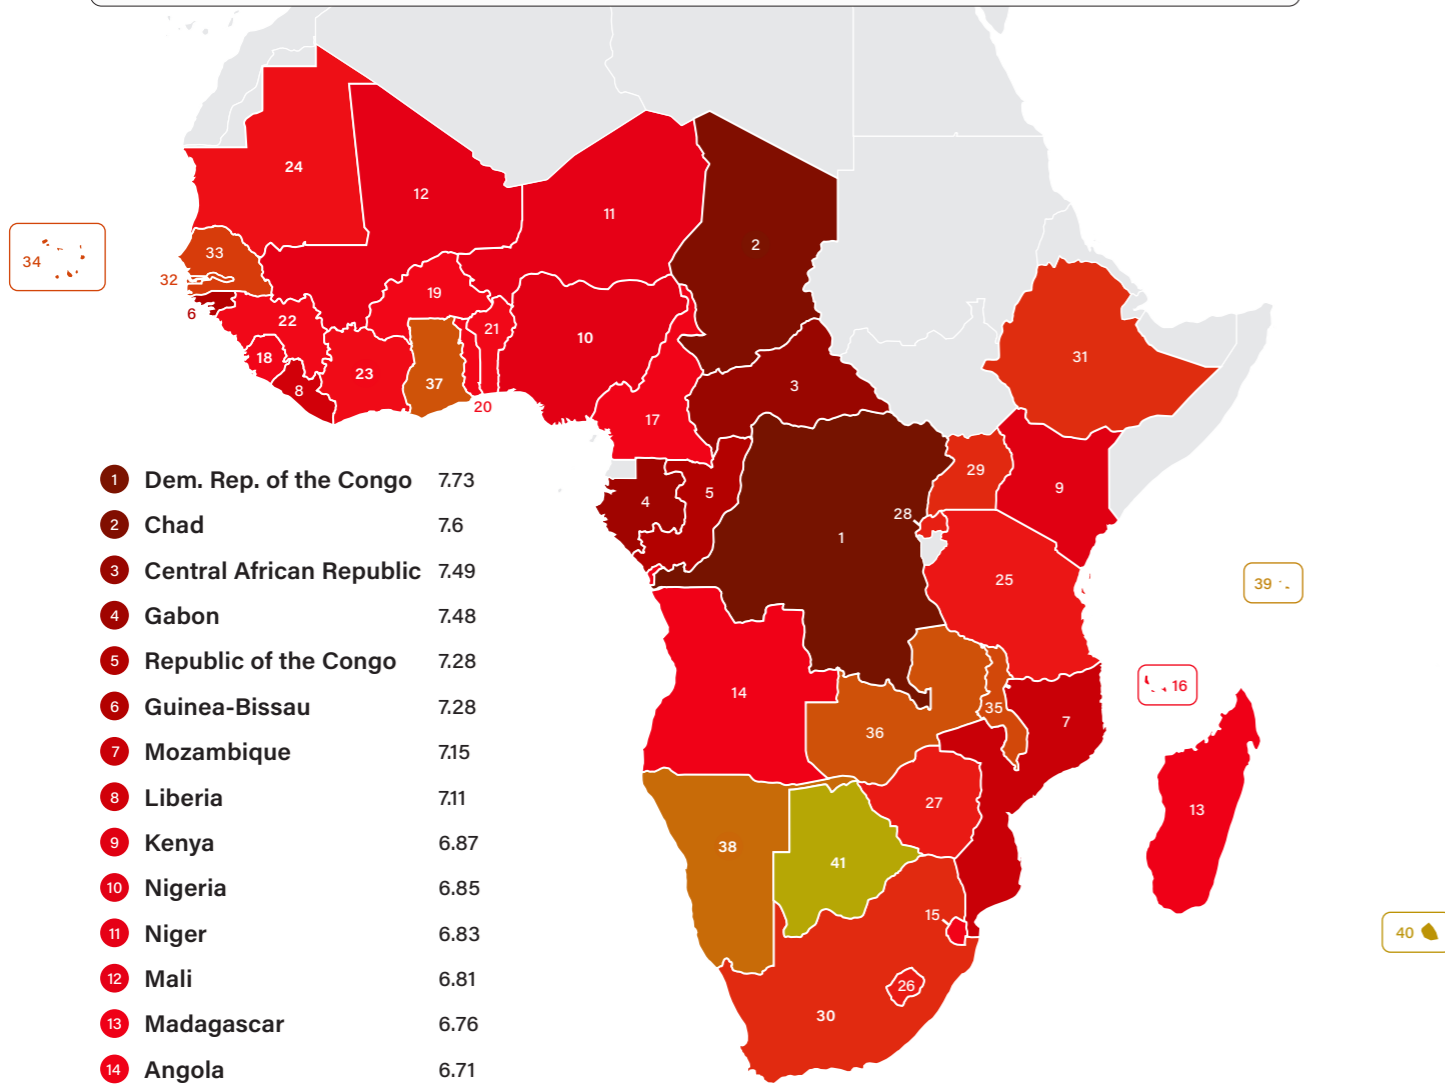 24
12
11
2
33
34
32
6
19
22
21
10
18
8
23
37
20
17
3
31
29
9
4
5
28
1
25
39
16
14
36
35
7
13
27
38
41
15
40
26
30
1 Dem. Rep. of the Congo 7.73
2 Chad 7.6
3 Central African Republic 7.49
4 Gabon 7.48
5 Republic of the Congo 7.28
6 Guinea-Bissau 7.28
7 Mozambique 7.15
8 Liberia 7.11
9 Kenya 6.87
10 Nigeria 6.85
11 Niger 6.83
12 Mali 6.81
13 Madagascar 6.76
14 Angola 6.71